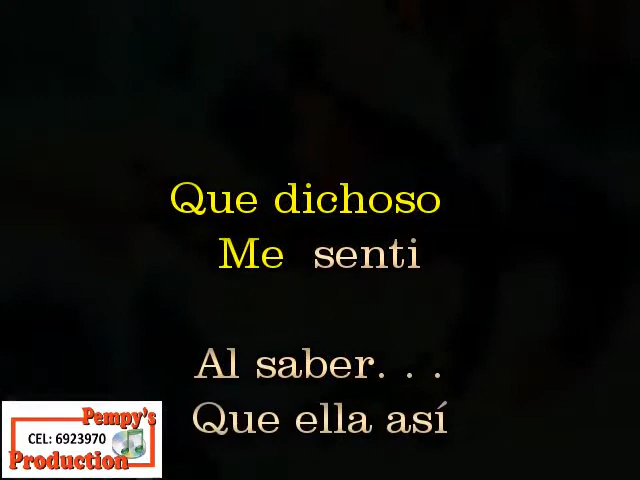 Que dichoso
Me senti
Al saber. . .
Que ella así
Pempy's
CEL: 6923970
Production